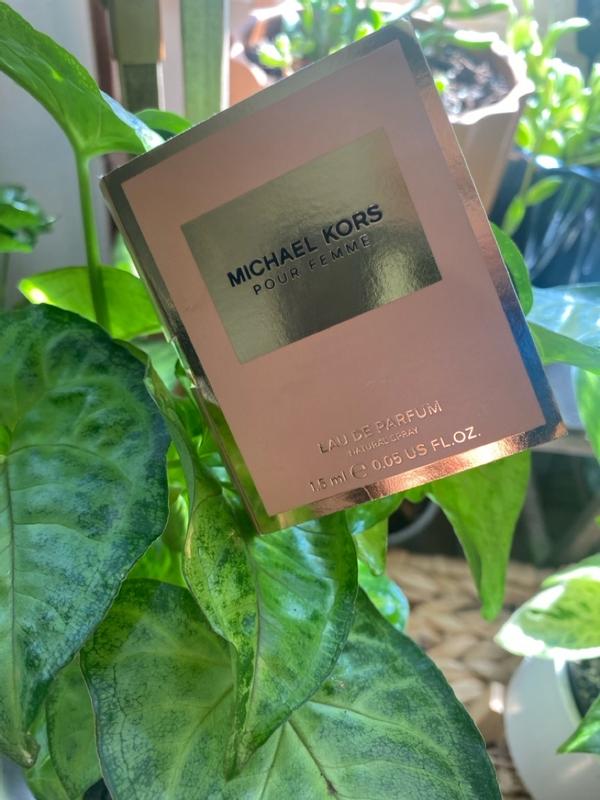 MICHAEL KORS
POUR FEMME
EAU DE PARFUM
NATURAL SPRAY
1.5 ml ℮ 0.05 US FL.OZ.